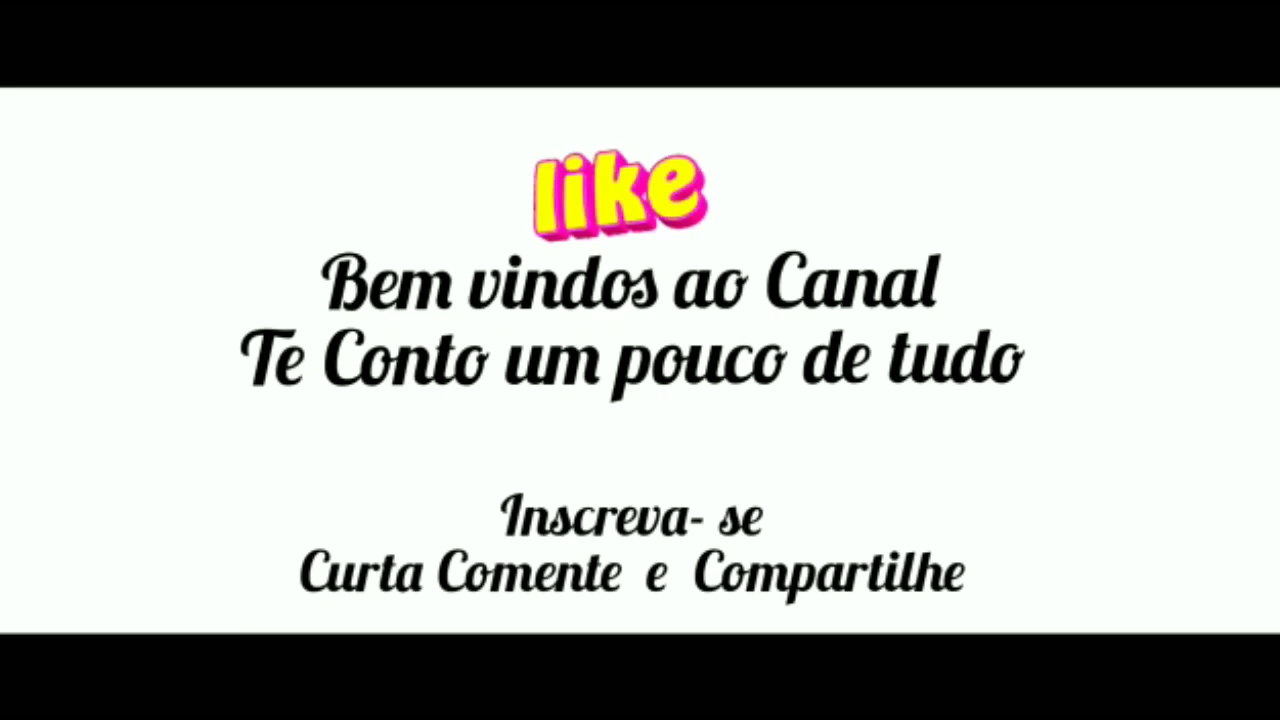 like
Bem vindos ao Canal
Te Conto um pouco de tudo
Inscreva- se
Curta Comente e Compartilhe